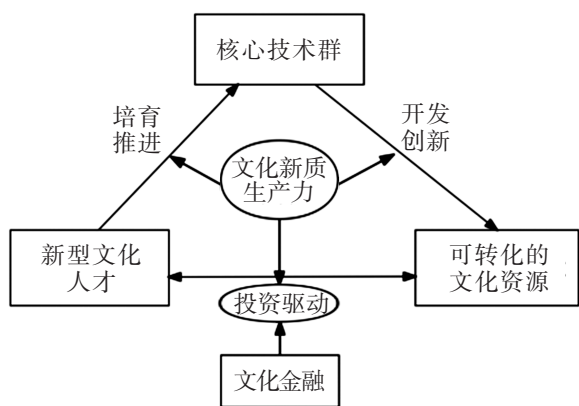 核心技术群
培育
推进
开发
创新
文化新质
生产力
新型文化
人才
可转化的
文化资源
投资驱动
文化金融